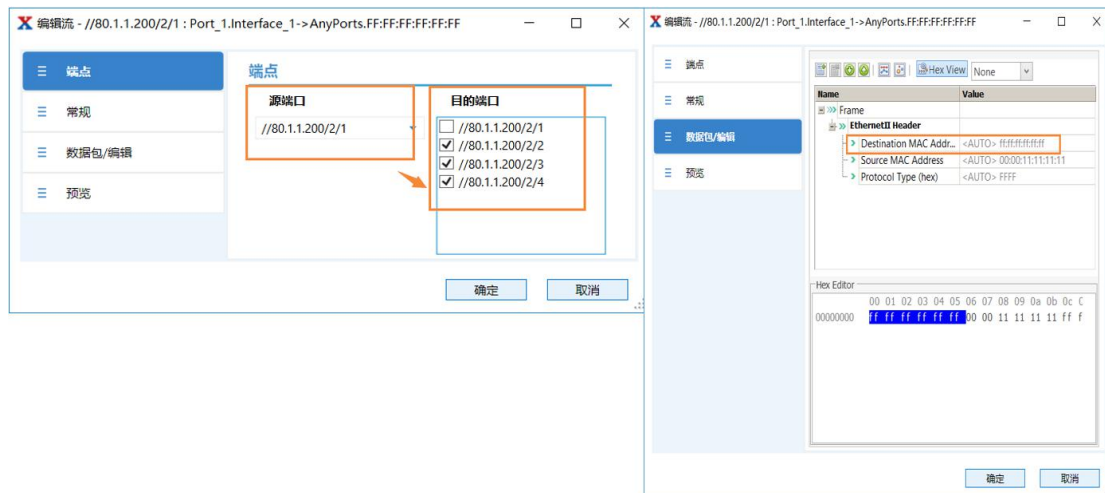 编辑流 - //80.1.1.200/2/1 : Port_1.Interface_1->AnyPorts.FF:FF:FF:FF:FF:FF
端点
常规
数据包/编辑
预览
端点
源端口
目的端口
//80.1.1.200/2/1
//80.1.1.200/2/1
//80.1.1.200/2/2
//80.1.1.200/2/3
//80.1.1.200/2/4
确定
取消
编辑流 - //80.1.1.200/2/1 : Port_1.Interface_1->AnyPorts.FF:FF:FF:FF:FF:FF
端点
常规
数据包/编辑
预览
Hex View
None
Name Value
Frame
EthernetII Header
Destination MAC Addr... <AUTO> ff:ff:ff:ff:ff:ff
Source MAC Address <AUTO> 00:00:11:11:11:11
Protocol Type (hex) <AUTO> FFFF
Hex Editor
00 01 02 03 04 05 06 07 08 09 0a 0b 0c
00000000 ff ff ff ff ff ff 00 00 11 11 11 11 ff f
确定
取消